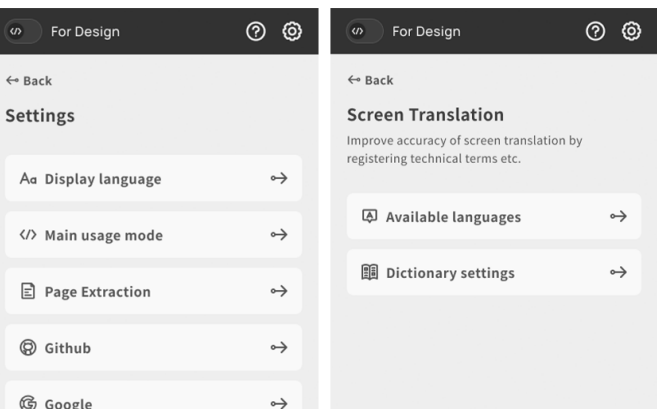 For Design
Back
Settings
Aa Display language
</> Main usage mode
Page Extraction
Github
Google
For Design
Back
Screen Translation
Improve accuracy of screen translation by
registering technical terms etc.
A Available languages
Dictionary settings